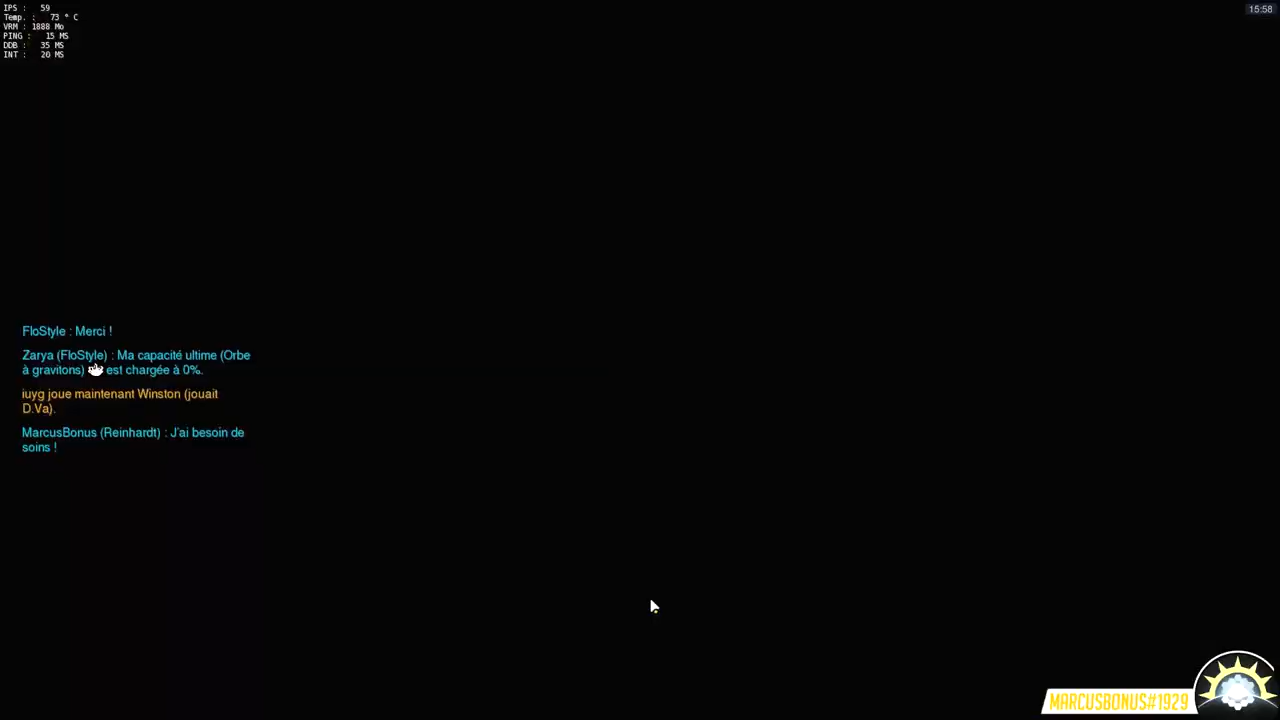 IPS : 59
Temp. : 73 ° C
VRM : 1888 Mo
PING : 15 MS
DDB : 35 MS
INT : 20 MS
15:58
FloStyle : Merci !
Zarya (FloStyle) : Ma capacité ultime (Orbe
à gravitons) est chargée à 0%.
iuyg joue maintenant Winston (jouait
D.Va).
MarcusBonus (Reinhardt) : J'ai besoin de
soins !
MARCUSBONUS#1929